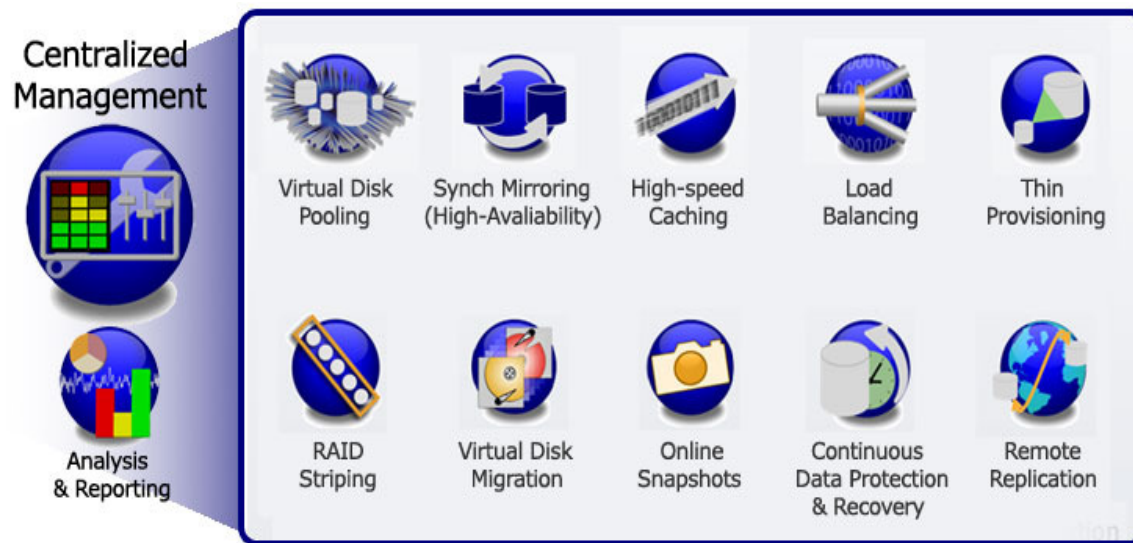 Centralized
Management
Analysis
& Reporting
Virtual Disk
Pooling
Synch Mirroring
(High-Avaliability)
High-speed
Caching
Load
Balancing
Thin
Provisioning
RAID
Striping
Virtual Disk
Migration
Online
Snapshots
Continuous
Data Protection
& Recovery
Remote
Replication